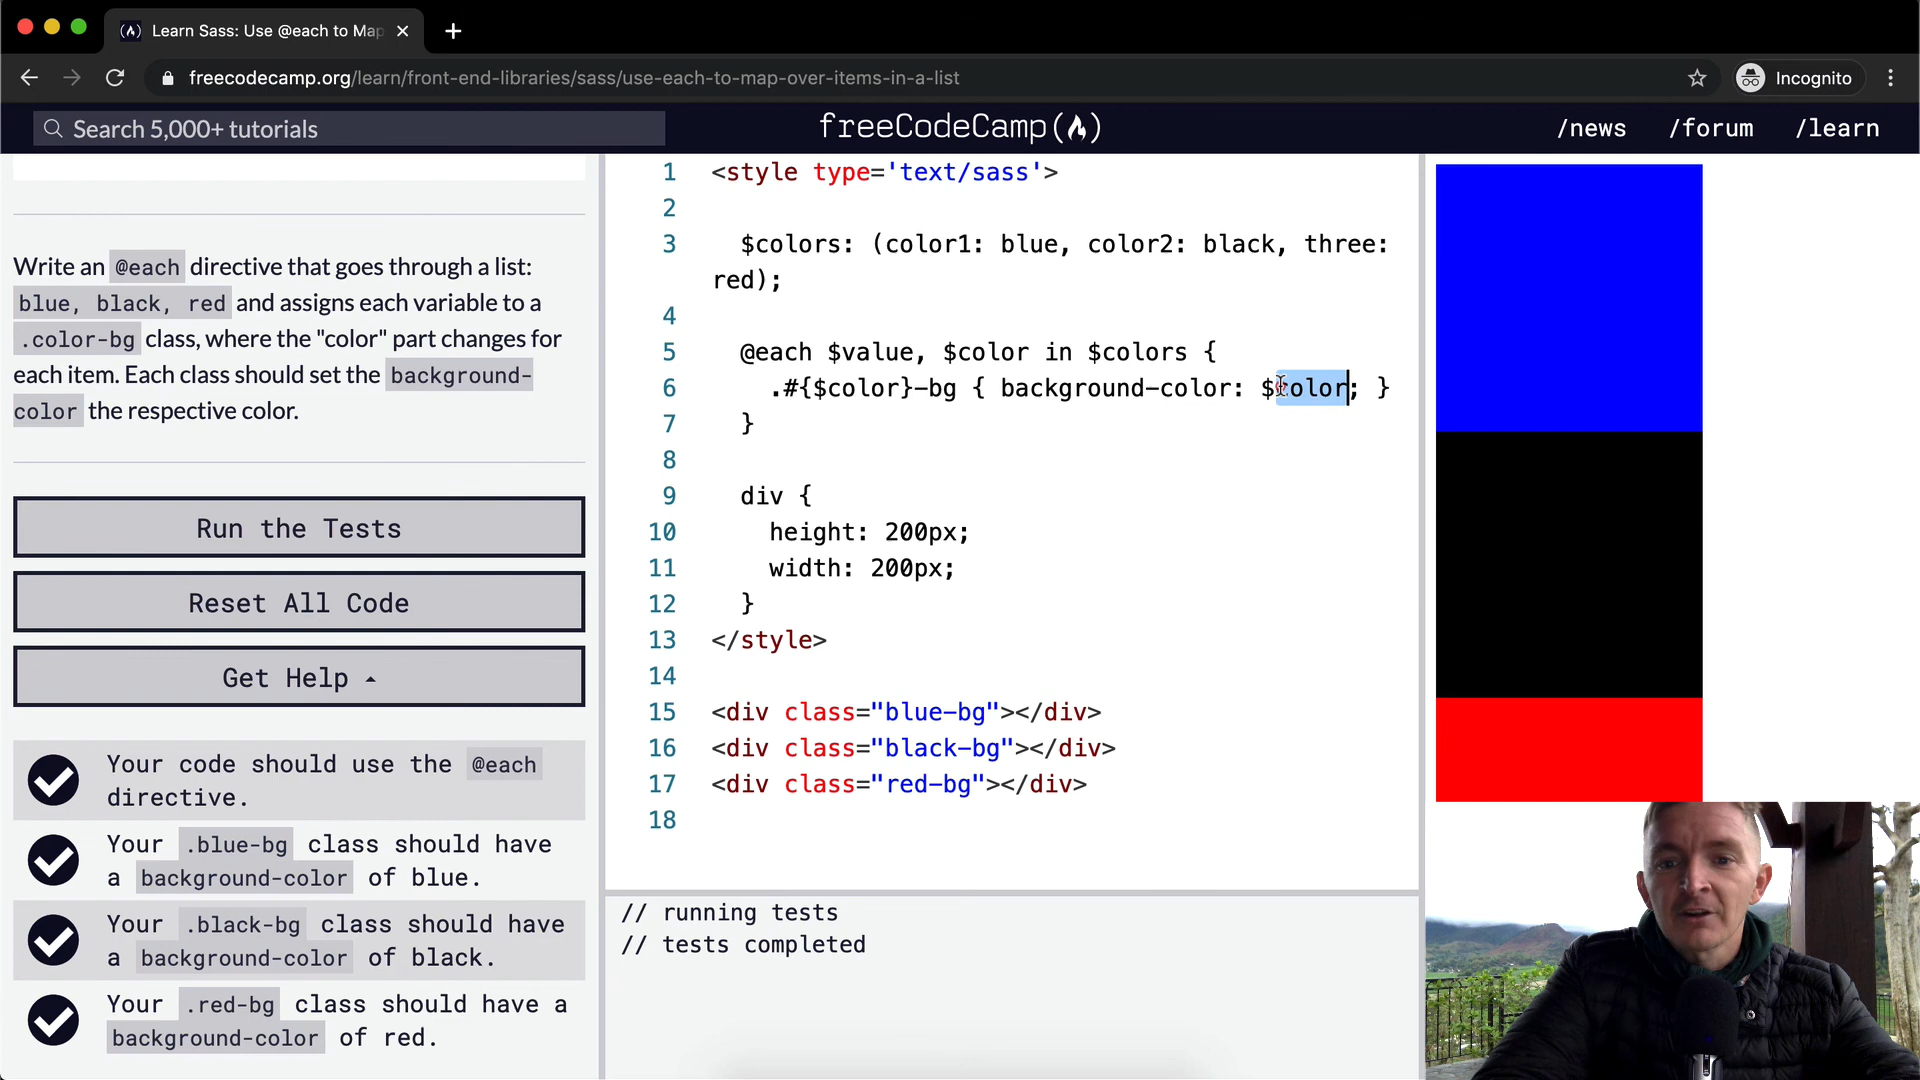 Learn Sass: Use @each to Map
freecodecamp.org/learn/front-end-libraries/sass/use-each-to-map-over-items-in-a-list
Incognito
Search 5,000+ tutorials
freeCodeCamp
/news /forum /learn
Write an @each directive that goes through a list:
blue, black, red and assigns each variable to a
.color-bg class, where the "color" part changes for
each item. Each class should set the background-
color the respective color.
Run the Tests
Reset All Code
Get Help
Your code should use the @each
directive.
Your .blue-bg class should have
a background-color of blue.
Your .black-bg class should have
a background-color of black.
Your .red-bg class should have a
background-color of red.
1 <style type='text/sass'>
2
3 $colors: (color1: blue, color2: black, three:
red);
4
5 @each $value, $color in $colors {
6 .#{$color}-bg { background-color: $color; }
7 }
8
9 div {
10 height: 200px;
11 width: 200px;
12 }
13 </style>
14
15 <div class="blue-bg"></div>
16 <div class="black-bg"></div>
17 <div class="red-bg"></div>
18
// running tests
// tests completed